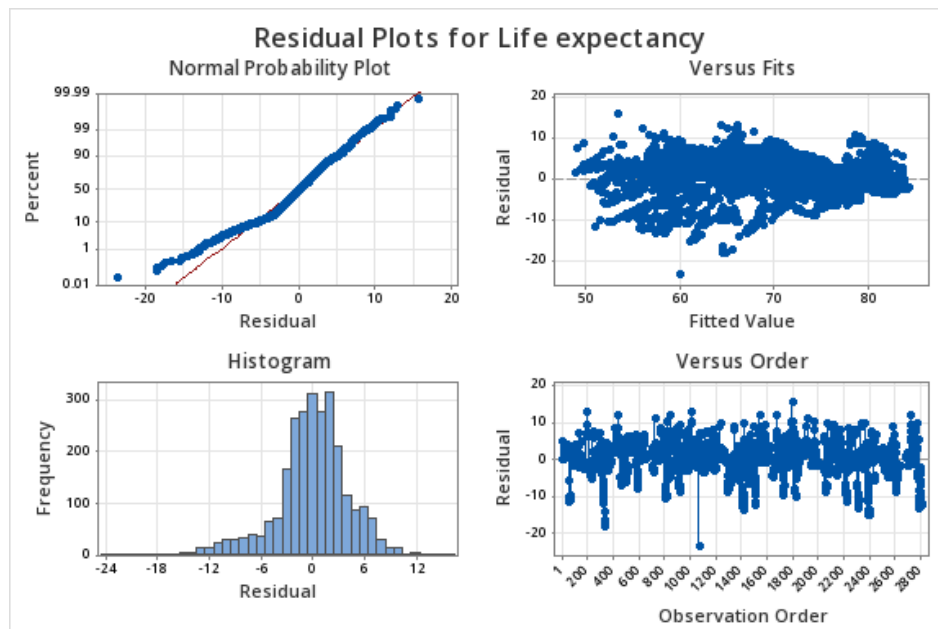 Residual Plots for Life expectancy
Normal Probability Plot
99.99
99
90
50
10
1
0.01
Percent
-20 -10 0 10 20
Residual
Versus Fits
20
10
0
-10
-20
Residual
50 60 70 80
Fitted Value
Histogram
300
200
100
0
Frequency
-24 -18 -12 -6 0 6 12
Residual
Versus Order
20
10
0
-10
-20
Residual
1 200 400 600 800 1000 1200 1400 1600 1800 2000 2200 2400 2600 2800
Observation Order